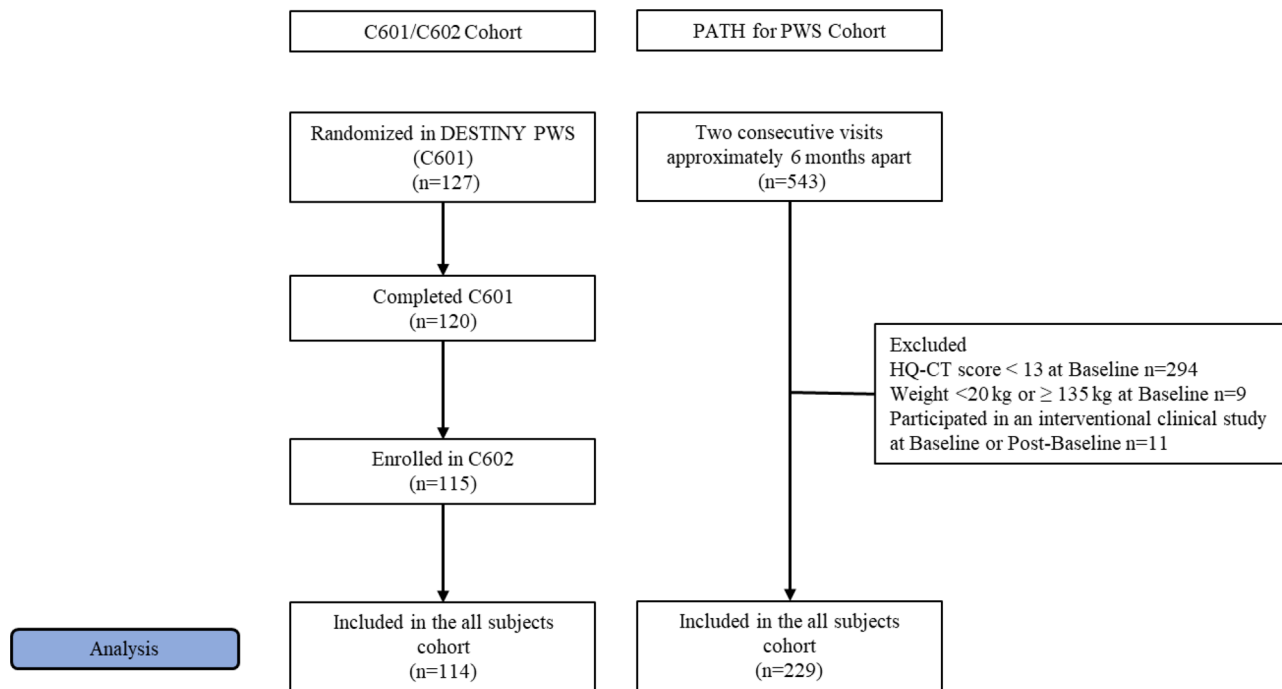 C601/C602 Cohort
PATH for PWS Cohort
Randomized in DESTINY PWS
(C601)
(n=127)
Two consecutive visits
approximately 6 months apart
(n=543)
Completed C601
(n=120)
Excluded
HQ-CT score < 13 at Baseline n=294
Weight <20 kg or ≥ 135 kg at Baseline n=9
Participated in an interventional clinical study
at Baseline or Post-Baseline n=11
Enrolled in C602
(n=115)
Analysis
Included in the all subjects
cohort
(n=114)
Included in the all subjects
cohort
(n=229)